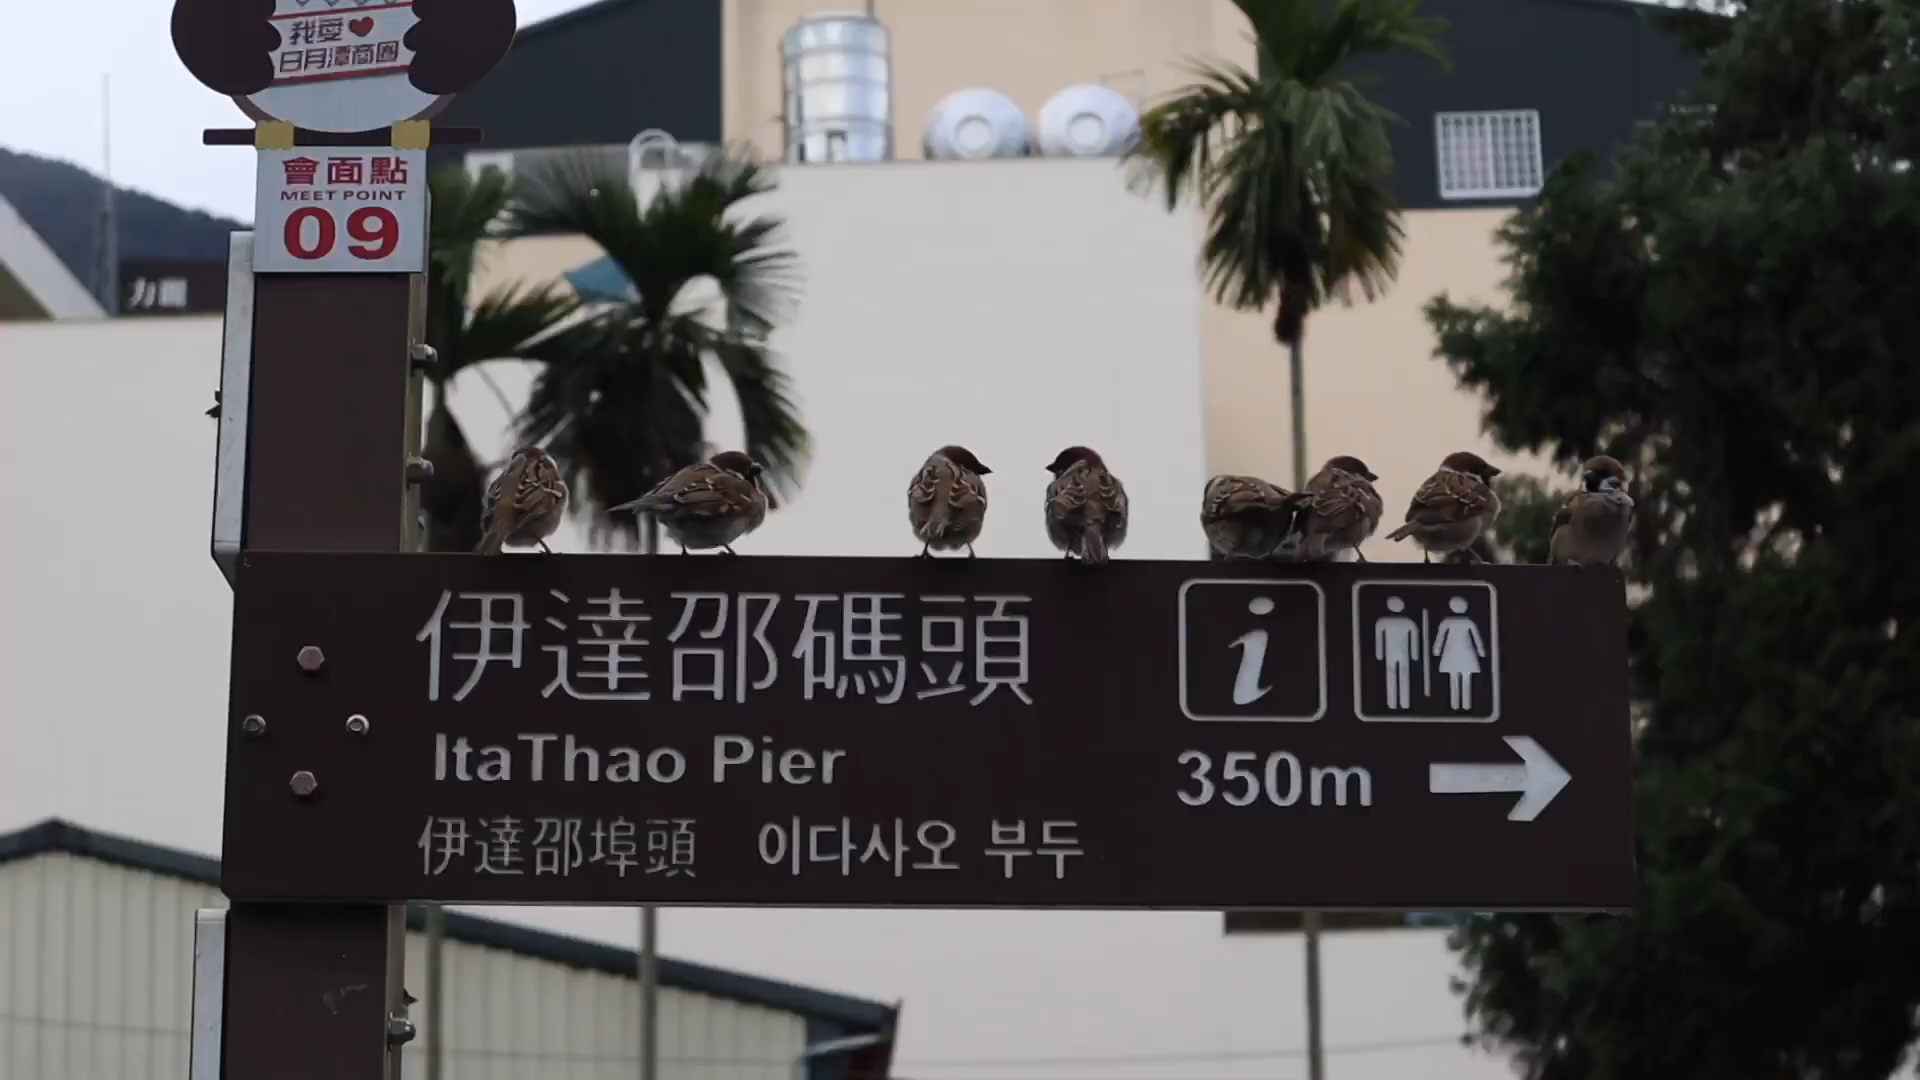 我愛❤
日月潭商圈
會面點
MEET POINT
09
伊達邵碼頭
ItaThao Pier
350m
伊達邵埠頭 이다사오 부두